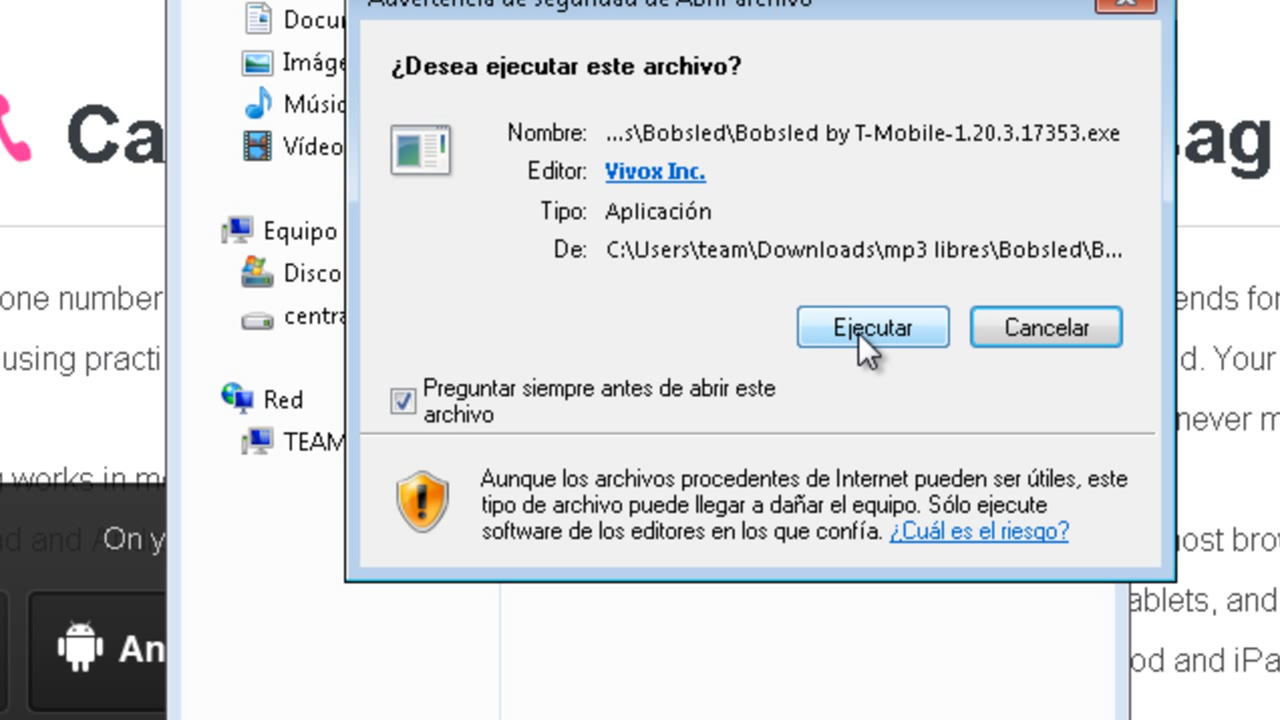 Advertencia de seguridad de Abrir archivo
¿Desea ejecutar este archivo?
Nombre: ...s\Bobsled\Bobsled by T-Mobile-1.20.3.17353.exe
Editor: Vivox Inc.
Tipo: Aplicación
De: C:\Users\team\Downloads\mp3 libres\Bobsled\B...
Ejecutar
Cancelar
Preguntar siempre antes de abrir este
archivo
Aunque los archivos procedentes de Internet pueden ser útiles, este
tipo de archivo puede llegar a dañar el equipo. Sólo ejecute
software de los editores en los que confía. ¿Cuál es el riesgo?
Docu
Imáge
Músic
Vídeo
Equipo
Disco
centra
Red
TEAM
Ca
one number
using practi
works in m
d and A
On y
An
ag
ends for
d. Your
never m
ost brov
ablets, and
od and iPa